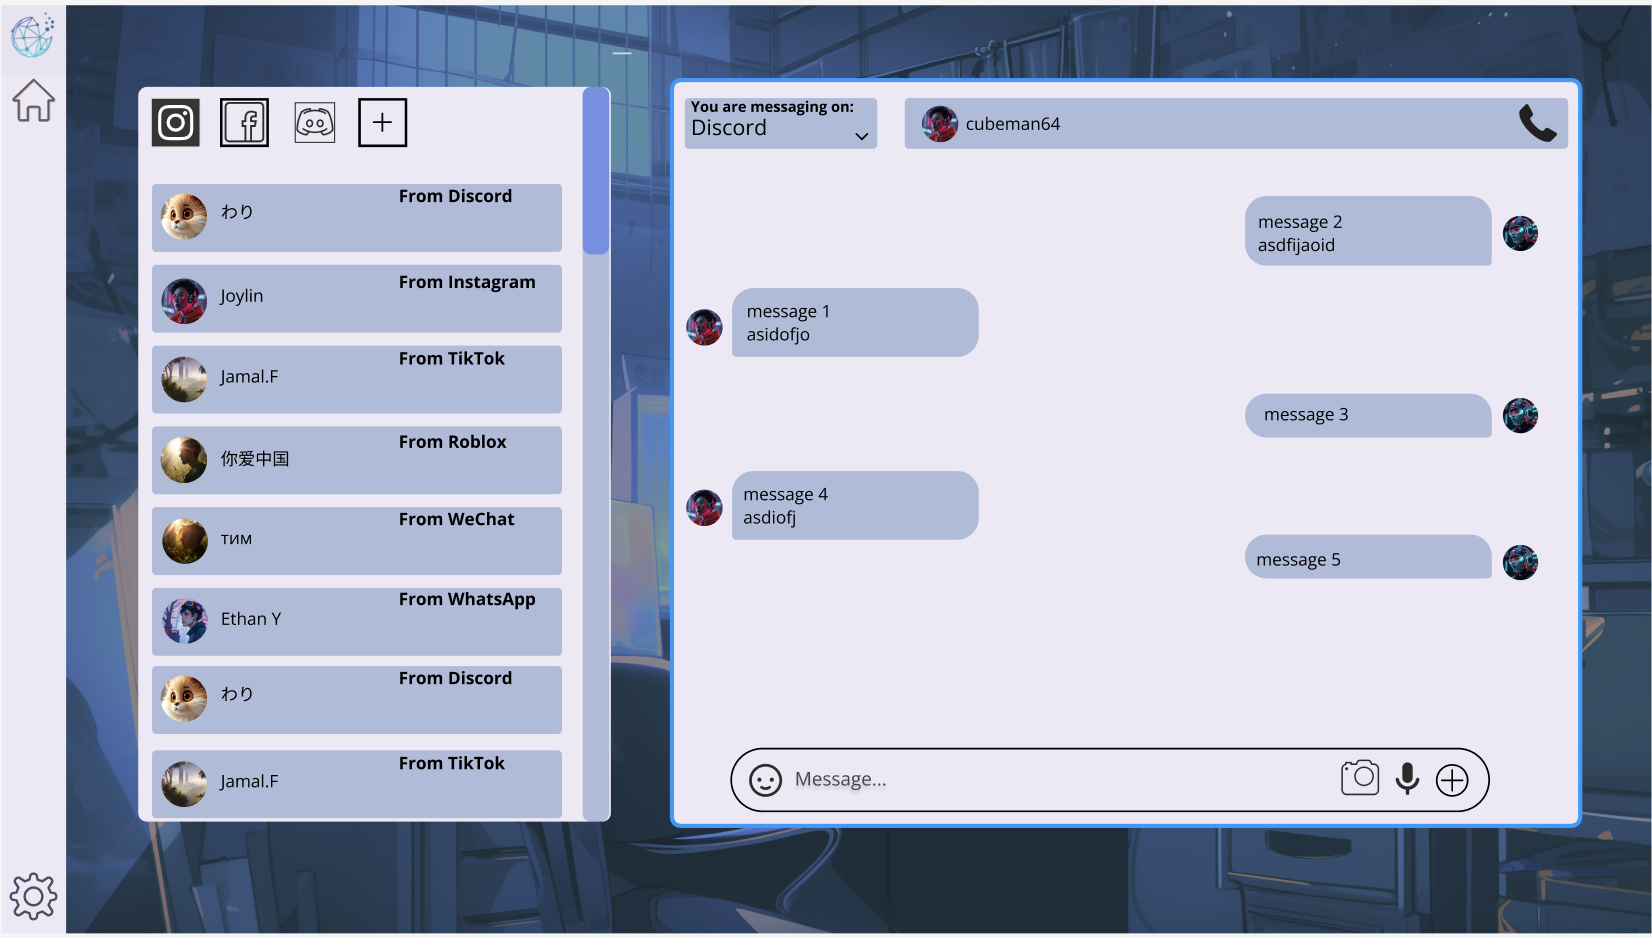 わり
From Discord
Joylin
From Instagram
Jamal.F
From TikTok
你爱中国
From Roblox
тим
From WeChat
Ethan Y
From WhatsApp
わり
From Discord
Jamal.F
From TikTok
You are messaging on:
Discord
cubeman64
message 2
asdfijaoid
message 1
asidofjo
message 3
message 4
asdiofj
message 5
Message...